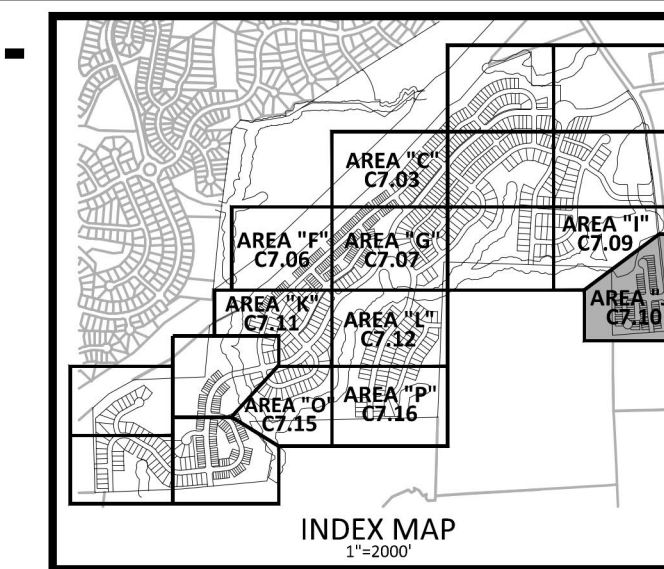 AREA "C"
C7.03
AREA "F"
C7.06
AREA "G"
C7.07
AREA "I"
C7.09
AREA "
C7.10
AREA "K"
C7.11
AREA "L"
C7.12
AREA "O"
C7.15
AREA "P"
C7.16
INDEX MAP
1"=2000'